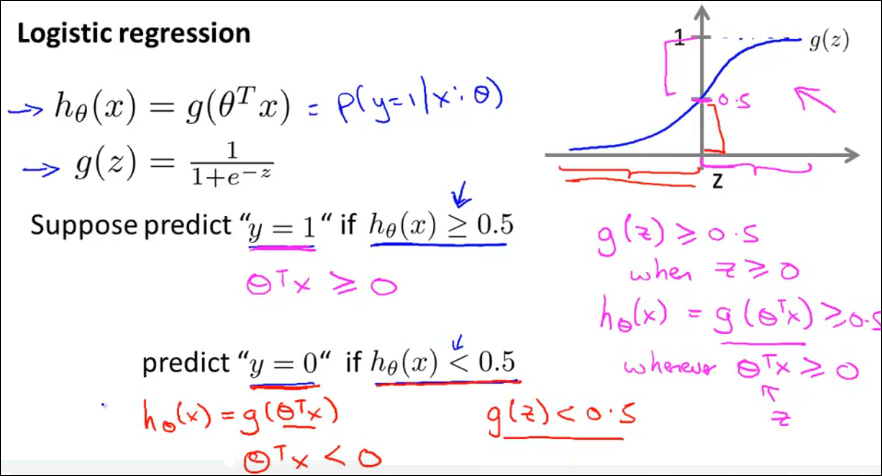 Logistic regression
1
g(z)
→ hθ(x) = g(θᵀx) = p(y=1|x;θ)
0.5
→ g(z) = 1/(1+e⁻ᶻ)
z
Suppose predict “y = 1“ if hθ(x) ≥ 0.5
g(z) ≥ 0.5
when z ≥ 0
θᵀx ≥ 0
hθ(x) = g(θᵀx) ≥ 0.5
predict “y = 0“ if hθ(x) < 0.5
whenever θᵀx ≥ 0
z
hθ(x) = g(θᵀx)
g(z) < 0.5
θᵀx < 0